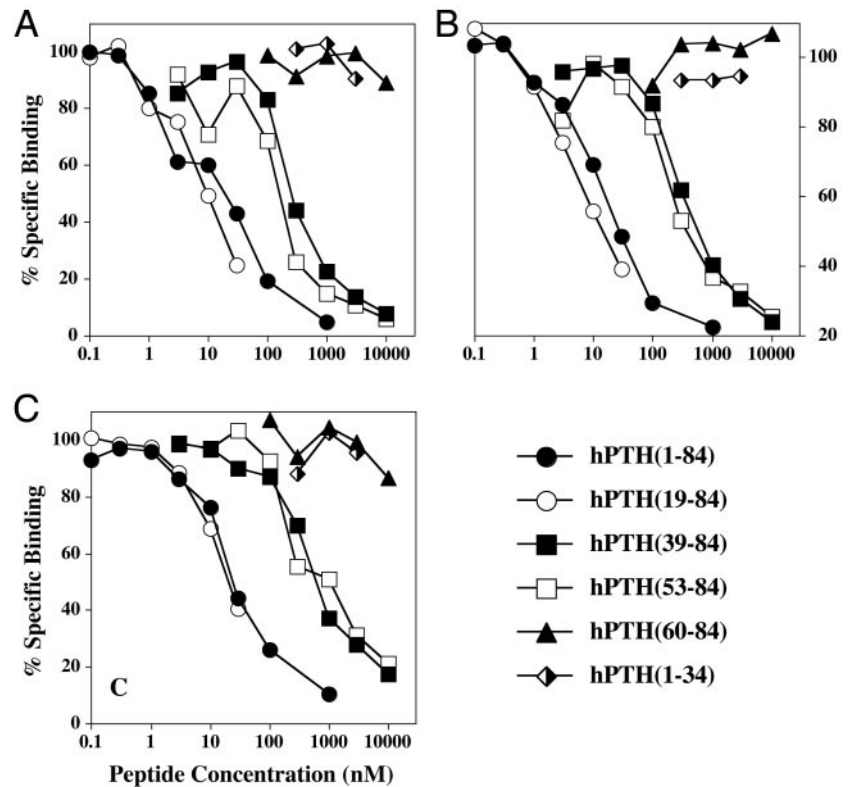 A
% Specific Binding
100
80
60
40
20
0
0.1 1 10 100 1000 10000
B
100
80
60
40
20
0.1 1 10 100 1000 10000
C
% Specific Binding
100
80
60
40
20
0
C
0.1 1 10 100 1000 10000
Peptide Concentration (nM)
hPTH(1-84)
hPTH(19-84)
hPTH(39-84)
hPTH(53-84)
hPTH(60-84)
hPTH(1-34)